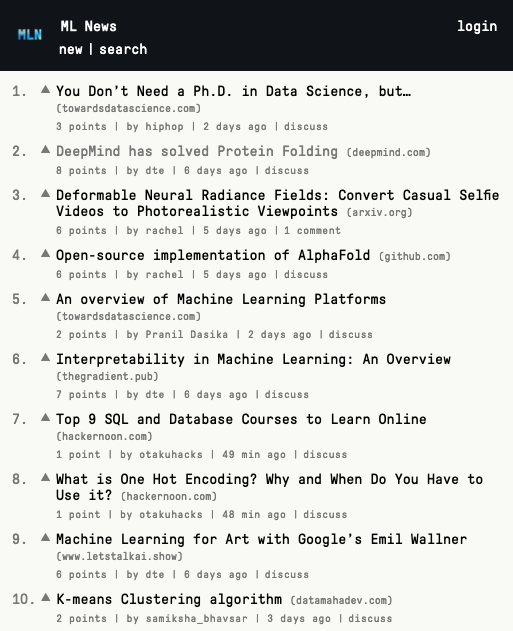 MLN
ML News
login
new | search
1. ▲ You Don’t Need a Ph.D. in Data Science, but…
(towardsdatascience.com)
3 points | by hiphop | 2 days ago | discuss
2. ▲ DeepMind has solved Protein Folding (deepmind.com)
8 points | by dte | 6 days ago | discuss
3. ▲ Deformable Neural Radiance Fields: Convert Casual Selfie
Videos to Photorealistic Viewpoints (arxiv.org)
6 points | by rachel | 5 days ago | 1 comment
4. ▲ Open-source implementation of AlphaFold (github.com)
6 points | by rachel | 5 days ago | discuss
5. ▲ An overview of Machine Learning Platforms
(towardsdatascience.com)
2 points | by Pranil Dasika | 2 days ago | discuss
6. ▲ Interpretability in Machine Learning: An Overview
(thegradient.pub)
7 points | by dte | 6 days ago | discuss
7. ▲ Top 9 SQL and Database Courses to Learn Online
(hackernoon.com)
1 point | by otakuhacks | 49 min ago | discuss
8. ▲ What is One Hot Encoding? Why and When Do You Have to
Use it? (hackernoon.com)
1 point | by otakuhacks | 48 min ago | discuss
9. ▲ Machine Learning for Art with Google’s Emil Wallner
(www.letstalkai.show)
6 points | by dte | 6 days ago | discuss
10. ▲ K-means Clustering algorithm (datamahadev.com)
2 points | by samiksha_bhavsar | 3 days ago | discuss